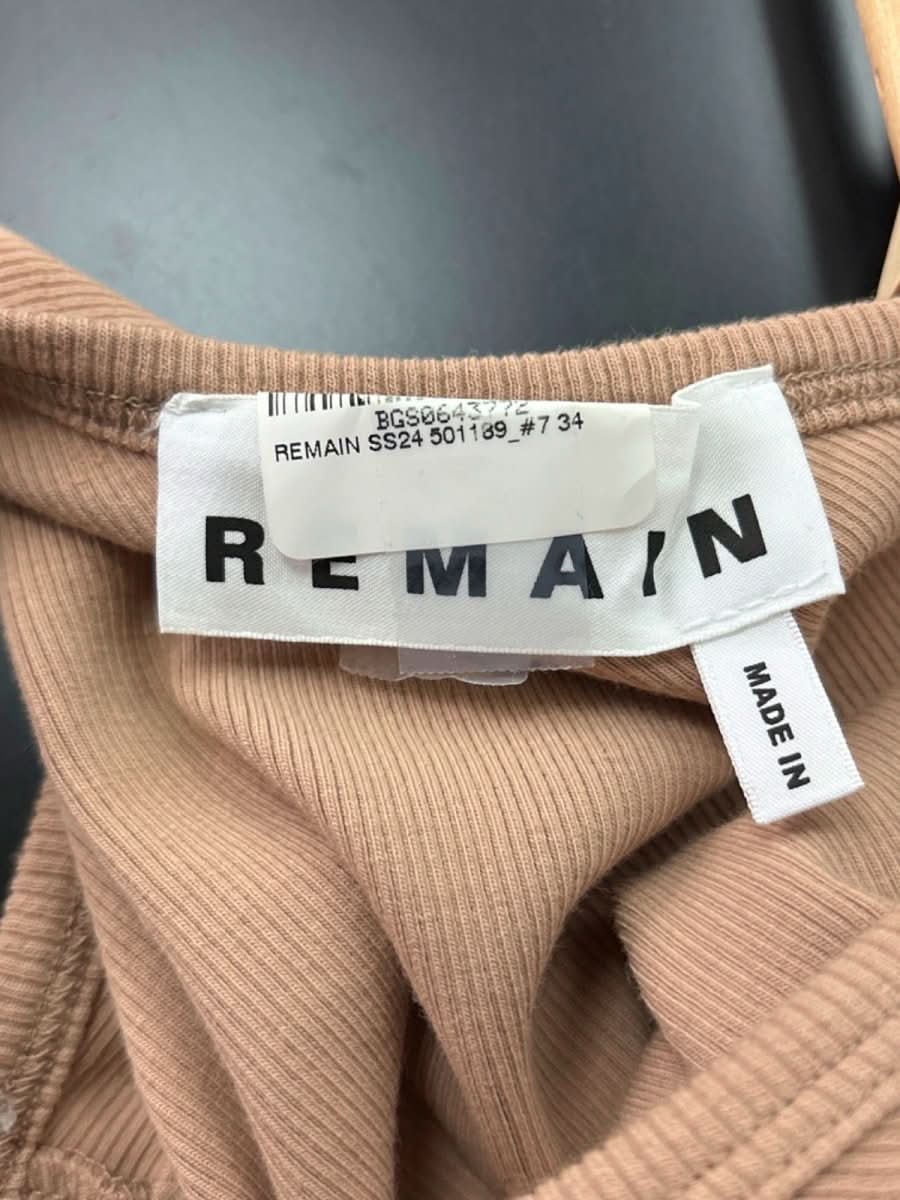 BGS0643772
REMAIN SS24 501189_#7 34
REMAIN
MADE IN